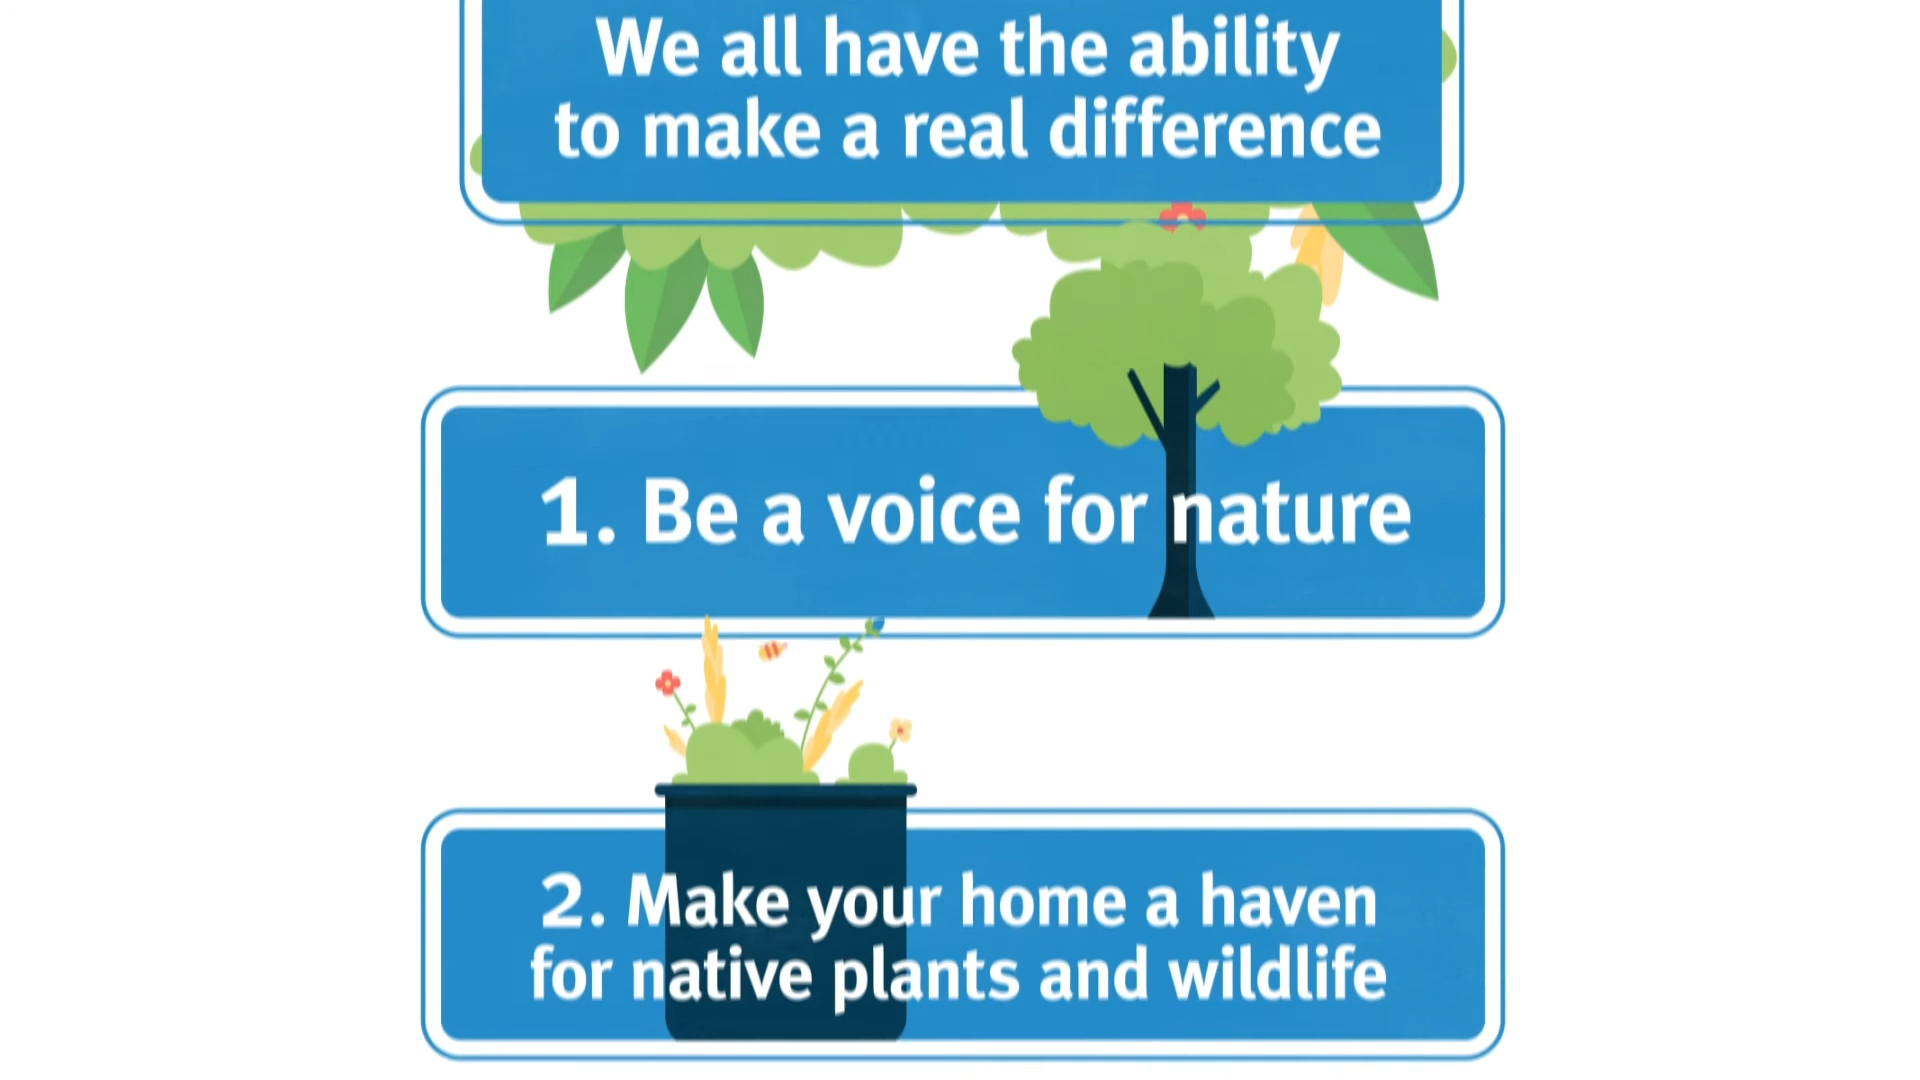 We all have the ability
to make a real difference
1. Be a voice for nature
2. Make your home a haven
for native plants and wildlife